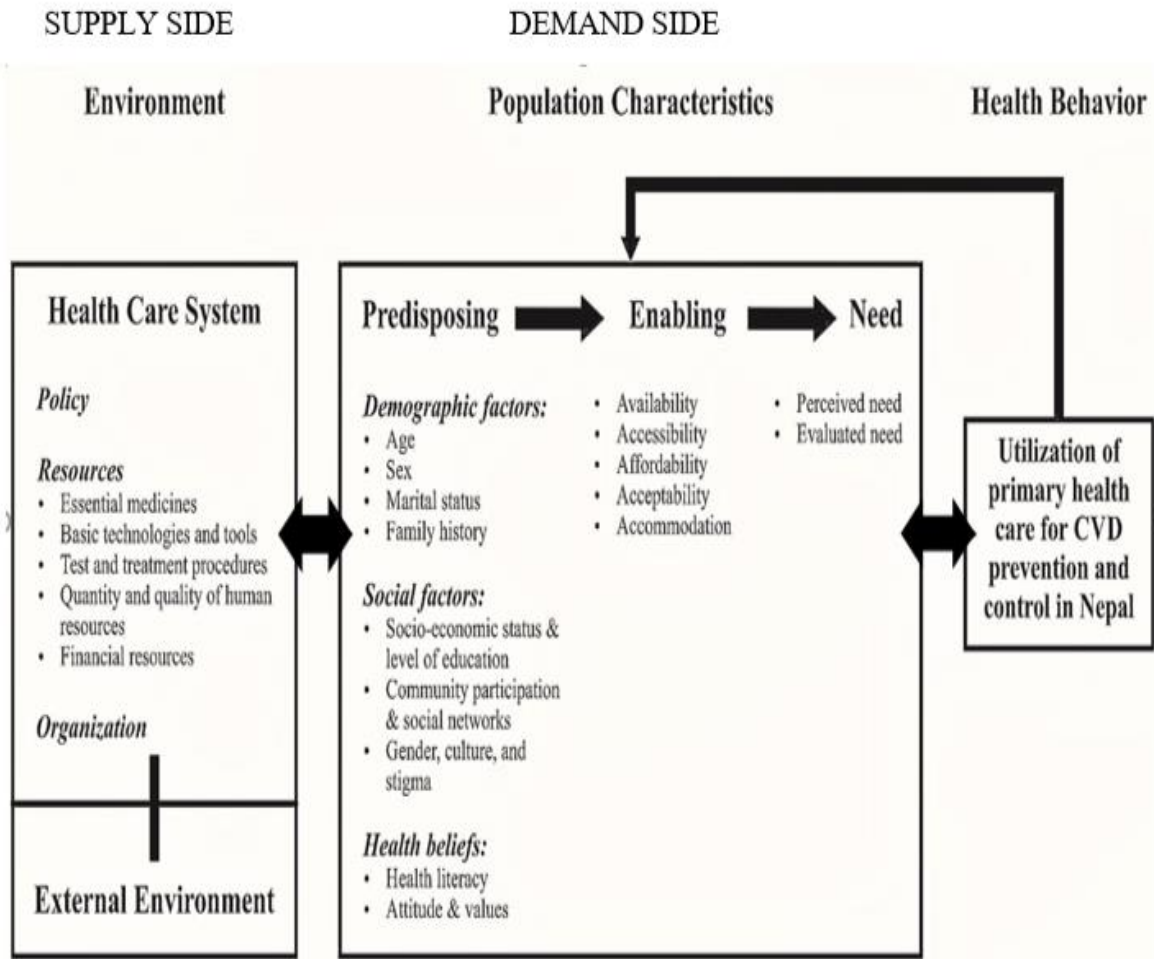 SUPPLY SIDE
DEMAND SIDE
Environment
Population Characteristics
Health Behavior
Health Care System
Policy
Resources
• Essential medicines
• Basic technologies and tools
• Test and treatment procedures
• Quantity and quality of human
resources
• Financial resources
Organization
External Environment
Predisposing
Demographic factors:
• Age
• Sex
• Marital status
• Family history
Social factors:
• Socio-economic status &
level of education
• Community participation
& social networks
• Gender, culture, and
stigma
Health beliefs:
• Health literacy
• Attitude & values
Enabling
• Availability
• Accessibility
• Affordability
• Acceptability
• Accommodation
Need
• Perceived need
• Evaluated need
Utilization of
primary health
care for CVD
prevention and
control in Nepal